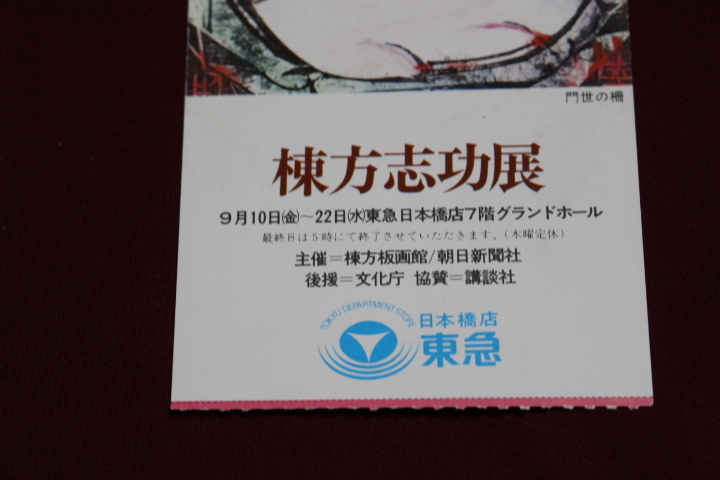 門世の柵
棟方志功展
9月10日㈮〜22日㈬東急日本橋店7階グランドホール
最終日は5時にて終了させていただきます。(木曜定休)
主催=棟方板画館/朝日新聞社
後援=文化庁 協賛=講談社
TOKYU DEPARTMENT STORE
日本橋店
東急